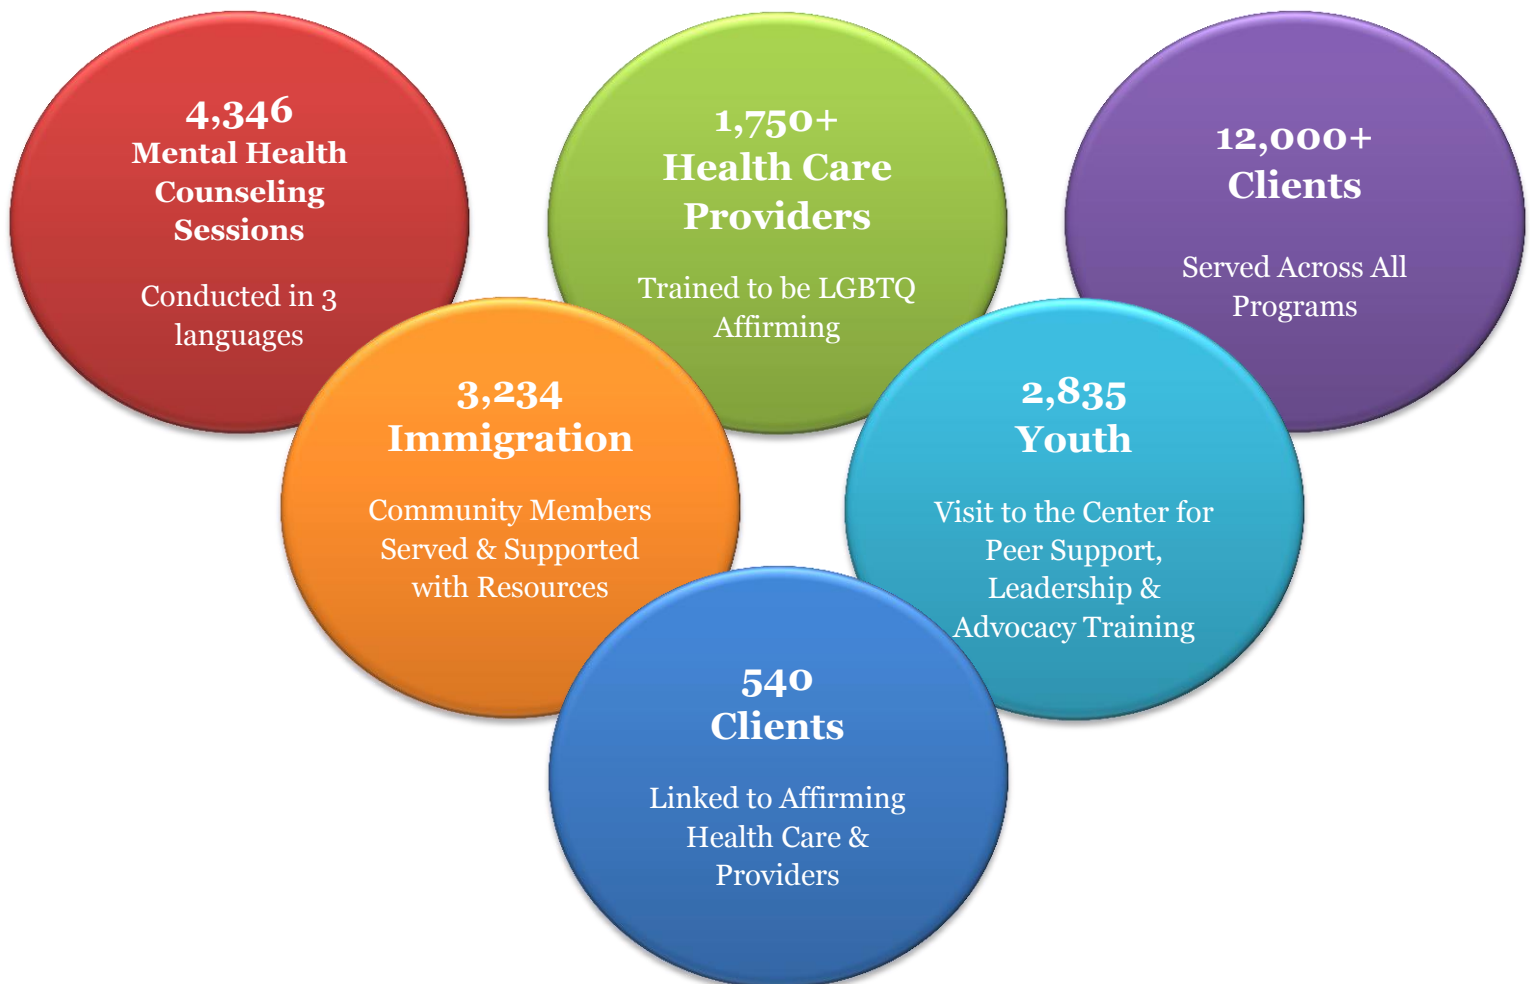 4,346
Mental Health
Counseling
Sessions
Conducted in 3
languages
1,750+
Health Care
Providers
Trained to be LGBTQ
Affirming
12,000+
Clients
Served Across All
Programs
3,234
Immigration
Community Members
Served & Supported
with Resources
2,835
Youth
Visit to the Center for
Peer Support,
Leadership &
Advocacy Training
540
Clients
Linked to Affirming
Health Care &
Providers